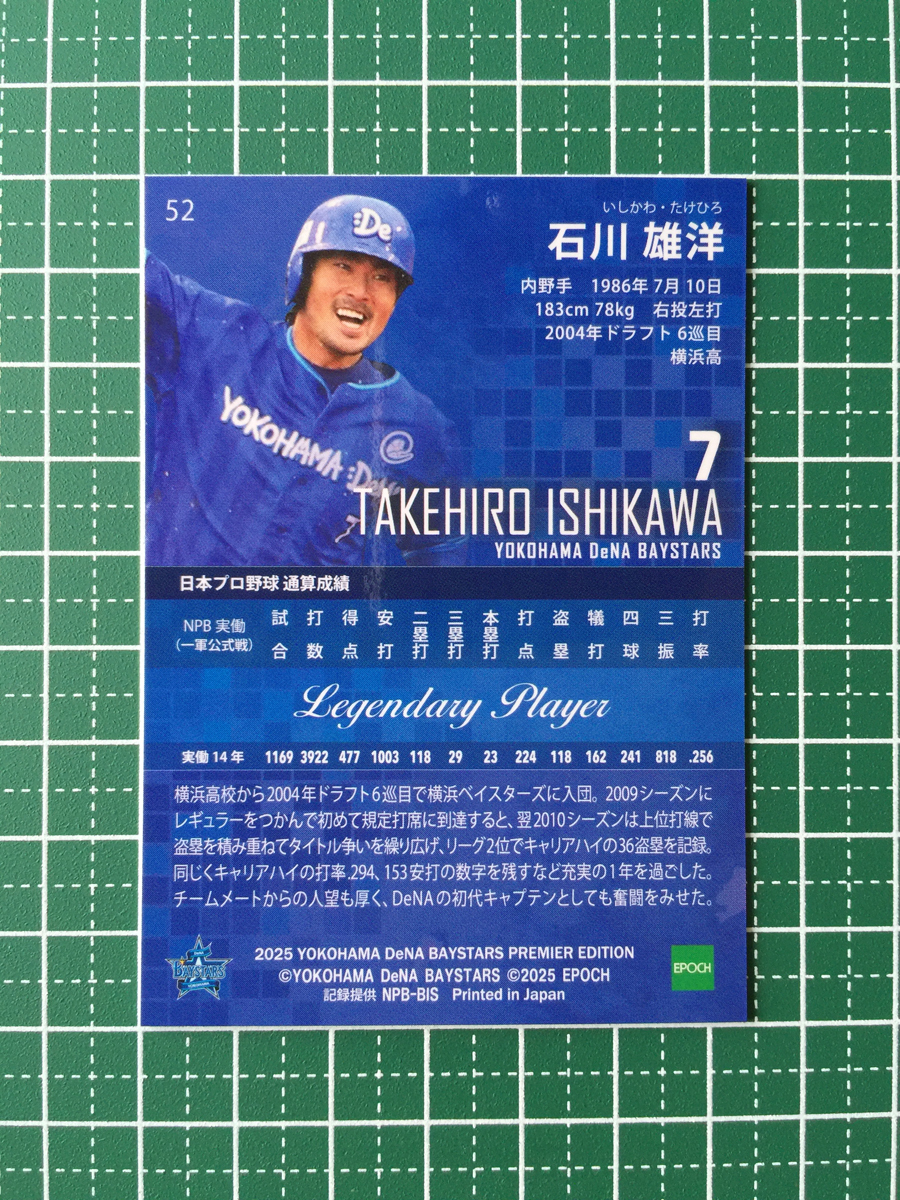 52
いしかわ・たけひろ
石川 雄洋
内野手 1986年 7月 10日
183cm 78kg 右投左打
2004年ドラフト 6巡目
横浜高
:De
YOKOHAMA :DeNA
7
7
TAKEHIRO ISHIKAWA
YOKOHAMA DeNA BAYSTARS
日本プロ野球 通算成績
NPB 実働
(一軍公式戦)
試合 打数 得点 安打 二塁打 三塁打 本塁打 打点 盗塁 犠打 四球 三振 打率
Legendary Player
実働 14 年 1169 3922 477 1003 118 29 23 224 118 162 241 818 .256
横浜高校から2004年ドラフト6巡目で横浜ベイスターズに入団。2009シーズンに
レギュラーをつかんで初めて規定打席に到達すると、翌2010シーズンは上位打線で
盗塁を積み重ねてタイトル争いを繰り広げ、リーグ2位でキャリアハイの36盗塁を記録。
同じくキャリアハイの打率.294、153安打の数字を残すなど充実の1年を過ごした。
チームメートからの人望も厚く、DeNAの初代キャプテンとしても奮闘をみせた。
BAYSTARS
YOKOHAMA
2025 YOKOHAMA DeNA BAYSTARS PREMIER EDITION
©YOKOHAMA DeNA BAYSTARS ©2025 EPOCH
記録提供 NPB-BIS Printed in Japan
EPOCH